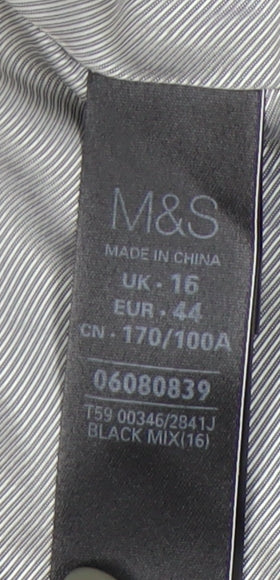 M&S
MADE IN CHINA
UK · 16
EUR · 44
CN · 170/100A
06080839
T59 00346/2841J
BLACK MIX(16)